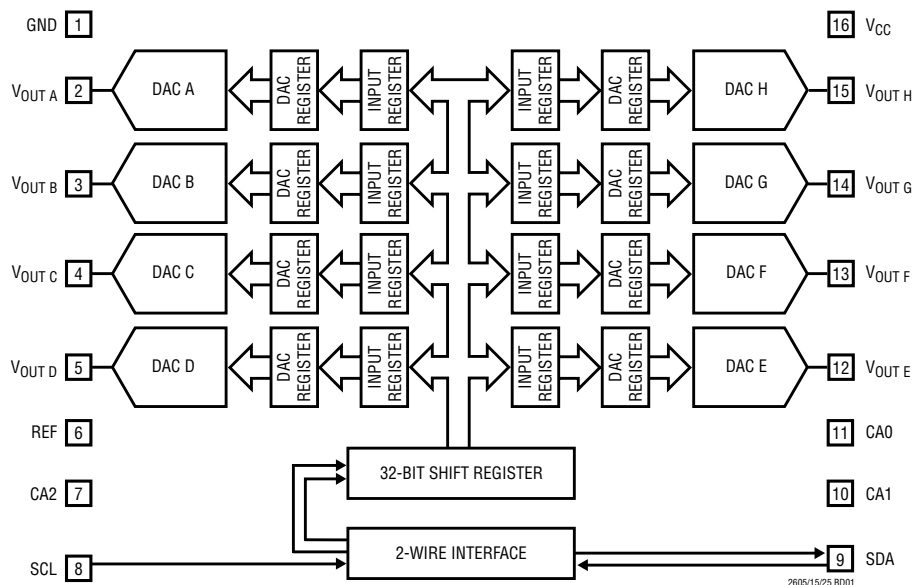 GND 1
16 VCC
VOUT A 2
DAC A
DAC REGISTER
INPUT REGISTER
INPUT REGISTER
DAC REGISTER
DAC H
15 VOUT H
VOUT B 3
DAC B
DAC REGISTER
INPUT REGISTER
INPUT REGISTER
DAC REGISTER
DAC G
14 VOUT G
VOUT C 4
DAC C
DAC REGISTER
INPUT REGISTER
INPUT REGISTER
DAC REGISTER
DAC F
13 VOUT F
VOUT D 5
DAC D
DAC REGISTER
INPUT REGISTER
INPUT REGISTER
DAC REGISTER
DAC E
12 VOUT E
REF 6
11 CA0
32-BIT SHIFT REGISTER
CA2 7
10 CA1
2-WIRE INTERFACE
SCL 8
9 SDA
2605/15/25 BD01